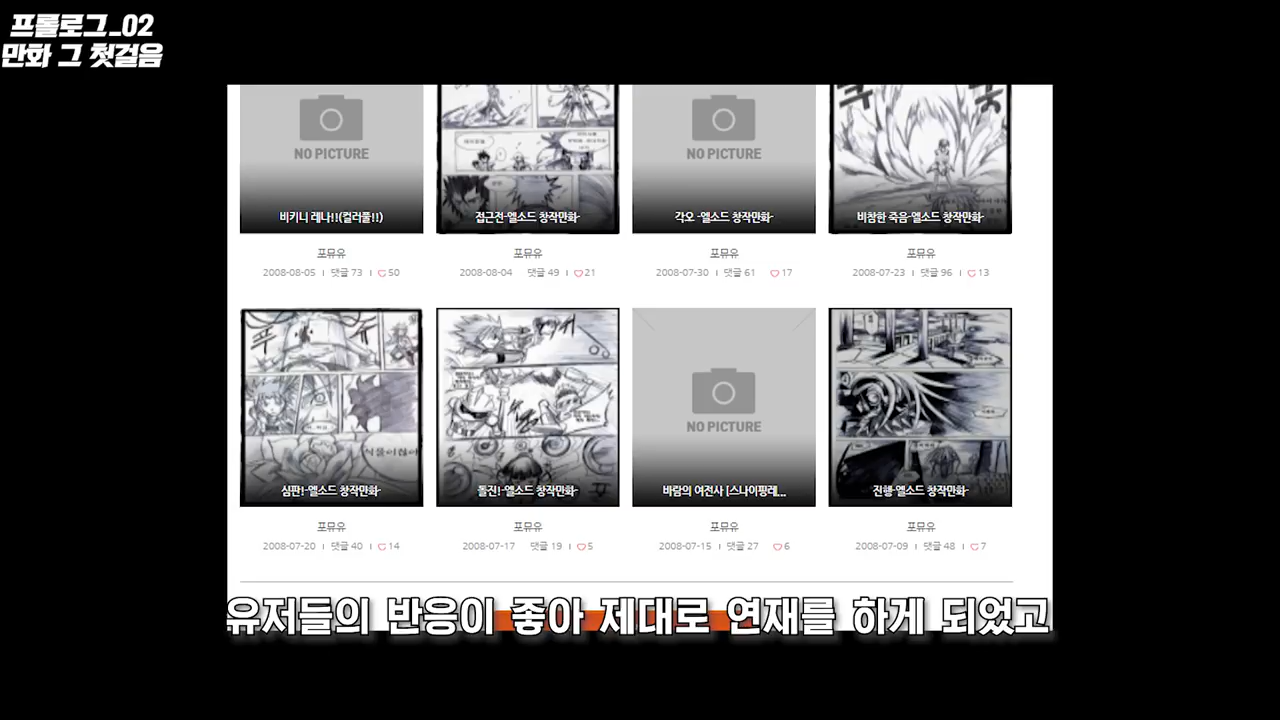 프롤로그_02
만화 그 첫걸음
NO PICTURE
NO PICTURE
비키니 레나!!(컬러풀!!)
접근전-엘소드 창작만화-
각오 -엘소드 창작만화-
비참한 죽음-엘소드 창작만화-
포뮤유
포뮤유
포뮤유
포뮤유
2008-08-05 댓글 73 50
2008-08-04 댓글 49 21
2008-07-30 댓글 61 17
2008-07-23 댓글 96 13
NO PICTURE
심판!-엘소드 창작만화-
돌진!-엘소드 창작만화-
바람의 여전사 [스나이핑레...
진행-엘소드 창작만화-
포뮤유
포뮤유
포뮤유
포뮤유
2008-07-20 댓글 40 14
2008-07-17 댓글 19 5
2008-07-15 댓글 27 6
2008-07-09 댓글 48 7
유저들의 반응이 좋아 제대로 연재를 하게 되었고